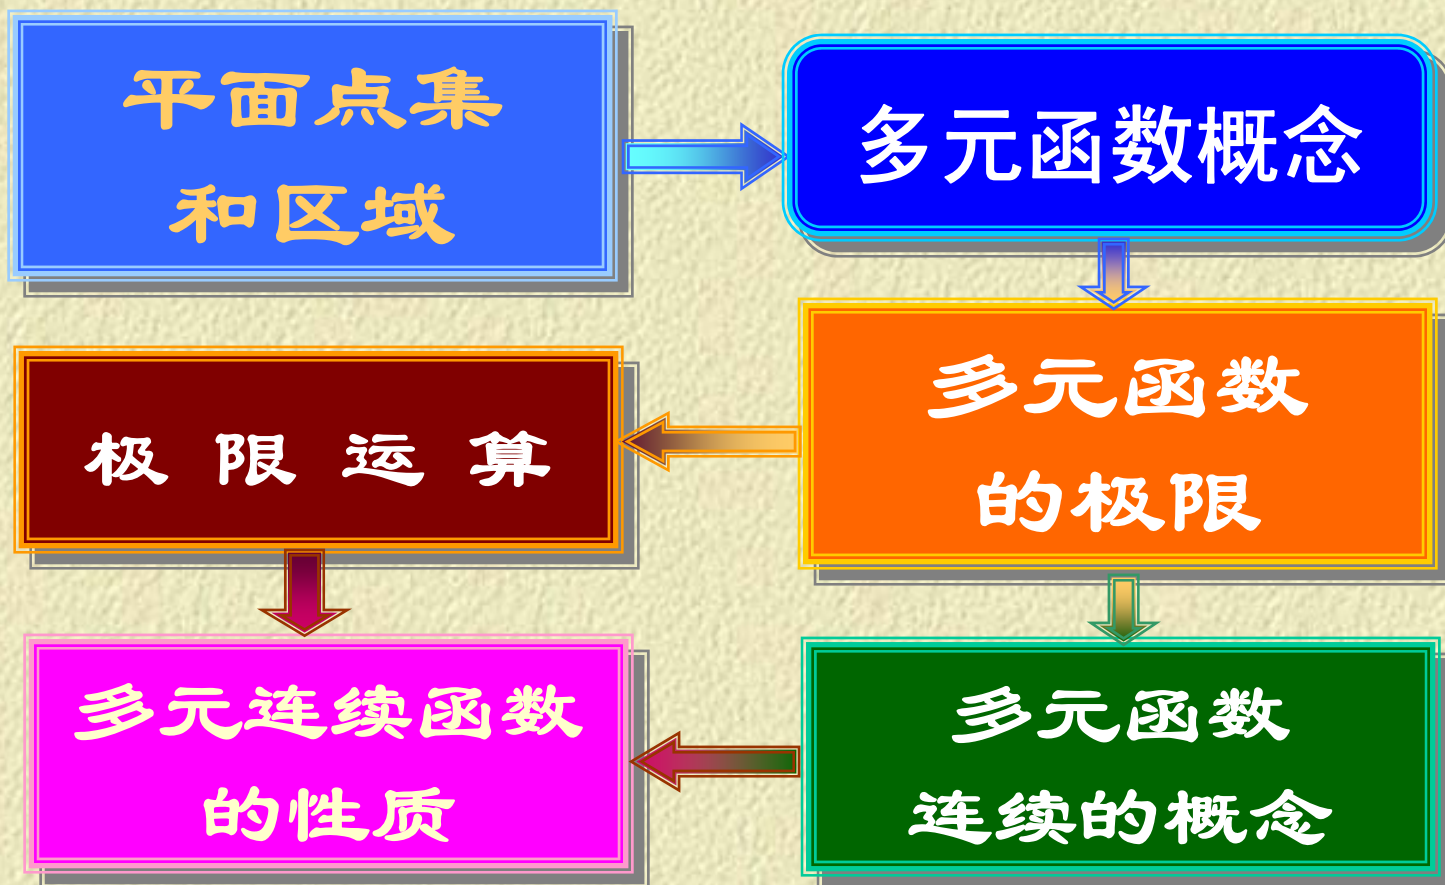 平面点集
和区域
多元函数概念
多元函数
的极限
极 限 运 算
多元函数
连续的概念
多元连续函数
的性质